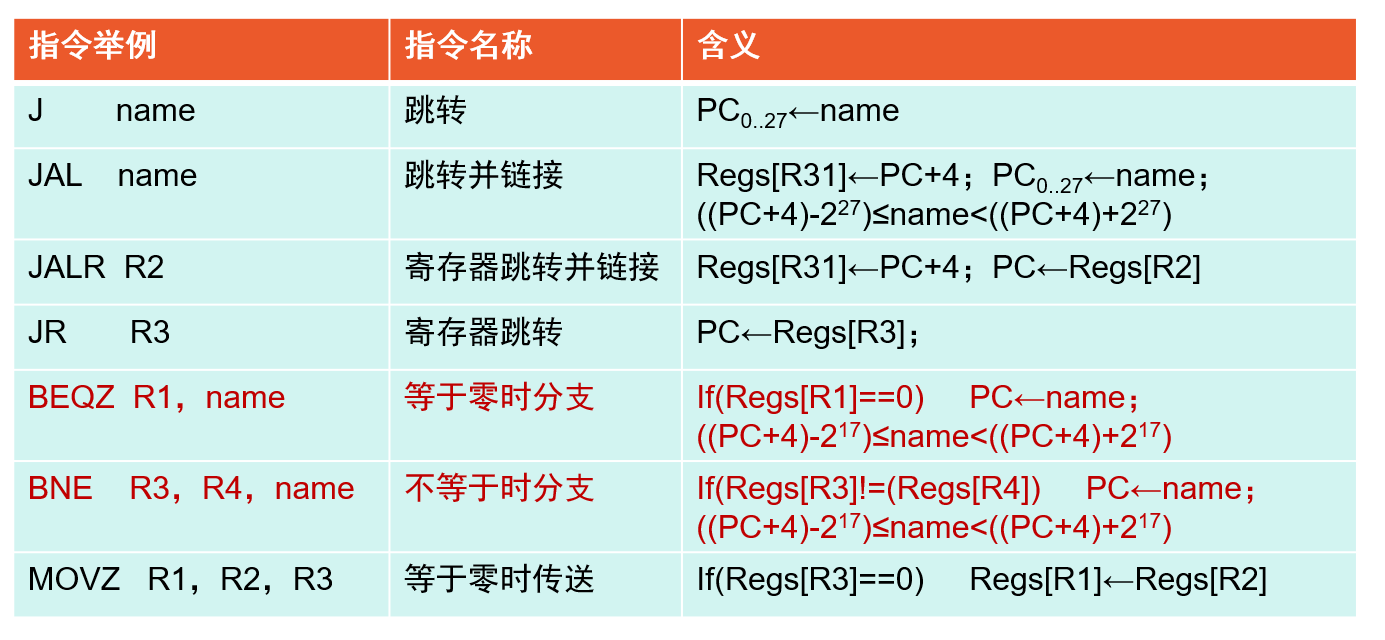 指令举例 指令名称 含义
J name 跳转 PC0..27←name
JAL name 跳转并链接 Regs[R31]←PC+4；PC0..27←name；
((PC+4)-2^27)≤name<((PC+4)+2^27)
JALR R2 寄存器跳转并链接 Regs[R31]←PC+4；PC←Regs[R2]
JR R3 寄存器跳转 PC←Regs[R3]；
BEQZ R1，name 等于零时分支 If(Regs[R1]==0) PC←name；
((PC+4)-2^17)≤name<((PC+4)+2^17)
BNE R3，R4，name 不等于时分支 If(Regs[R3]!=(Regs[R4]) PC←name；
((PC+4)-2^17)≤name<((PC+4)+2^17)
MOVZ R1，R2，R3 等于零时传送 If(Regs[R3]==0) Regs[R1]←Regs[R2]